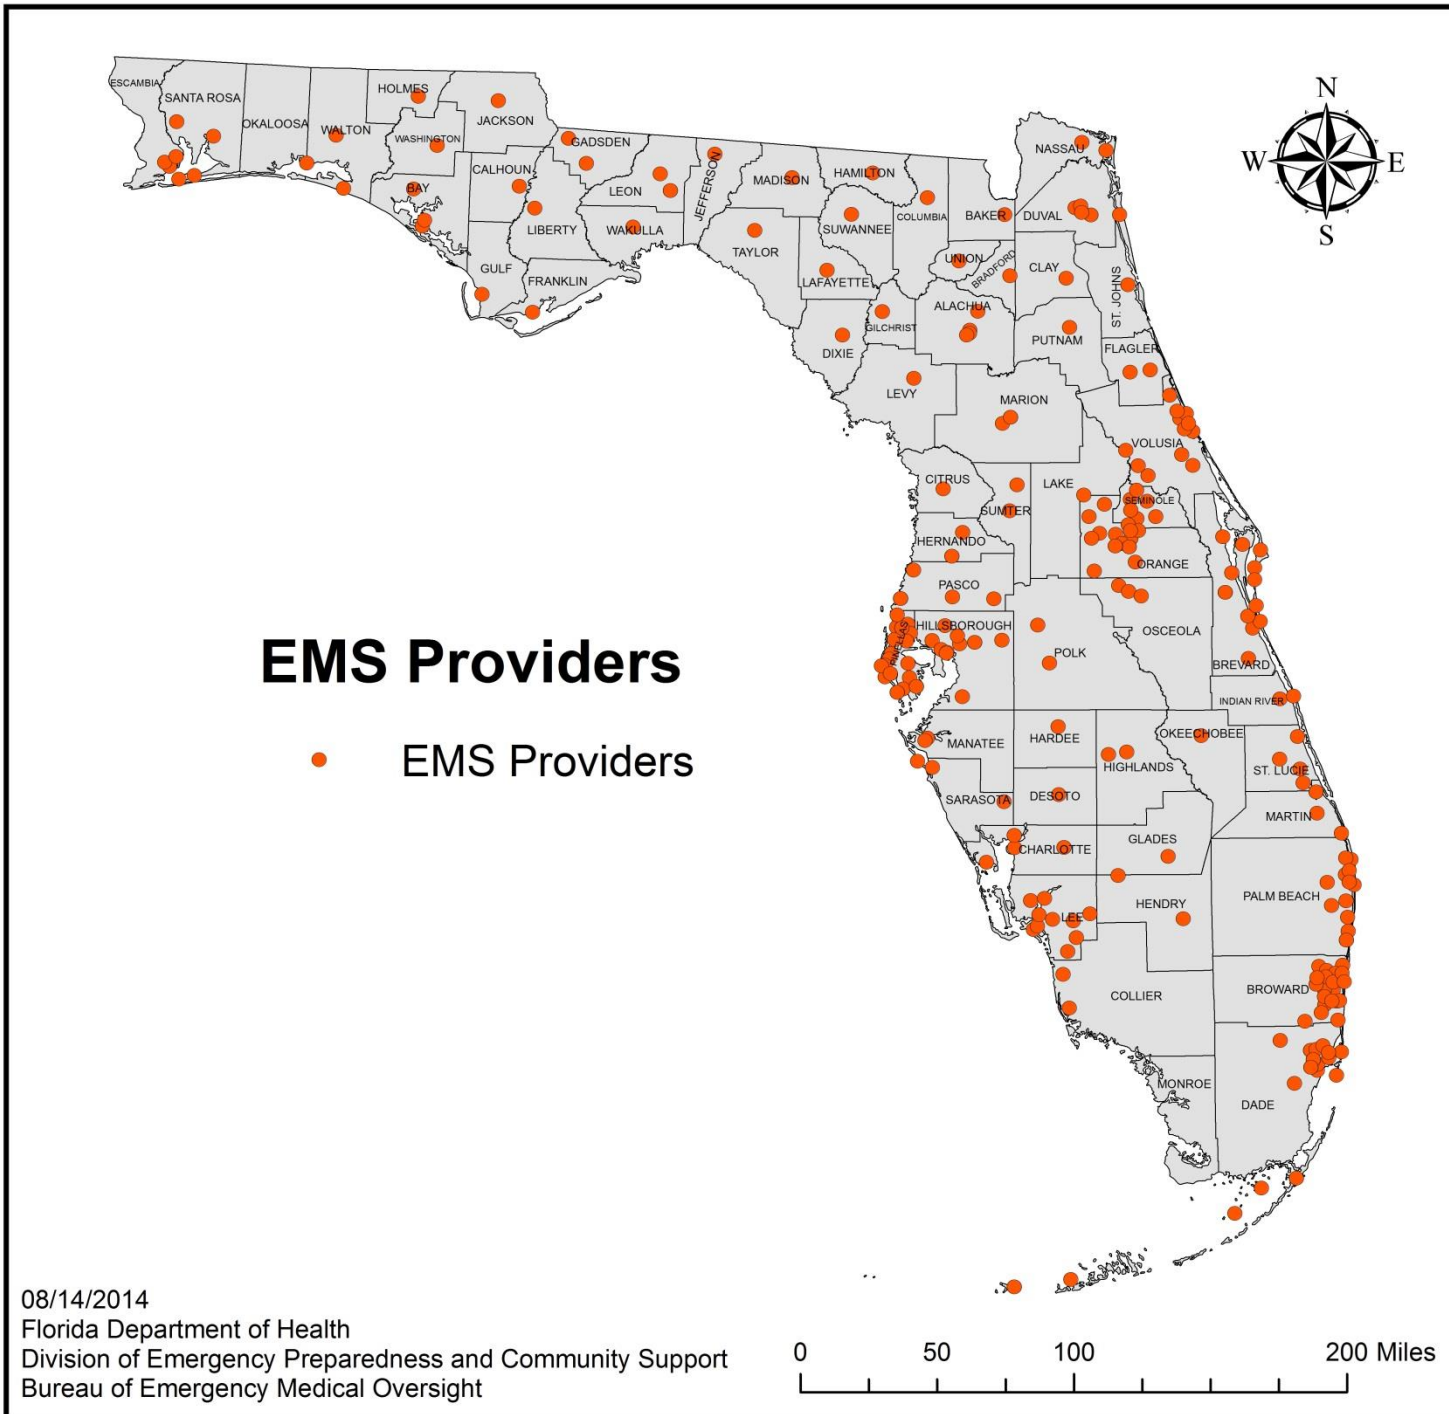 N
W E
S
ESCAMBIA
SANTA ROSA
OKALOOSA
WALTON
HOLMES
WASHINGTON
JACKSON
BAY
CALHOUN
GULF
GADSDEN
LIBERTY
FRANKLIN
LEON
WAKULLA
JEFFERSON
MADISON
TAYLOR
HAMILTON
SUWANNEE
LAFAYETTE
DIXIE
COLUMBIA
GILCHRIST
LEVY
BAKER
UNION
BRADFORD
ALACHUA
NASSAU
DUVAL
CLAY
ST. JOHNS
PUTNAM
FLAGLER
MARION
VOLUSIA
CITRUS
SUMTER
LAKE
SEMINOLE
HERNANDO
ORANGE
PASCO
HILLSBOROUGH
PINELLAS
POLK
OSCEOLA
BREVARD
INDIAN RIVER
MANATEE
HARDEE
HIGHLANDS
OKEECHOBEE
ST. LUCIE
SARASOTA
DESOTO
MARTIN
CHARLOTTE
GLADES
LEE
HENDRY
PALM BEACH
COLLIER
BROWARD
MONROE
DADE
EMS Providers
EMS Providers
08/14/2014
Florida Department of Health
Division of Emergency Preparedness and Community Support
Bureau of Emergency Medical Oversight
0 50 100 200 Miles